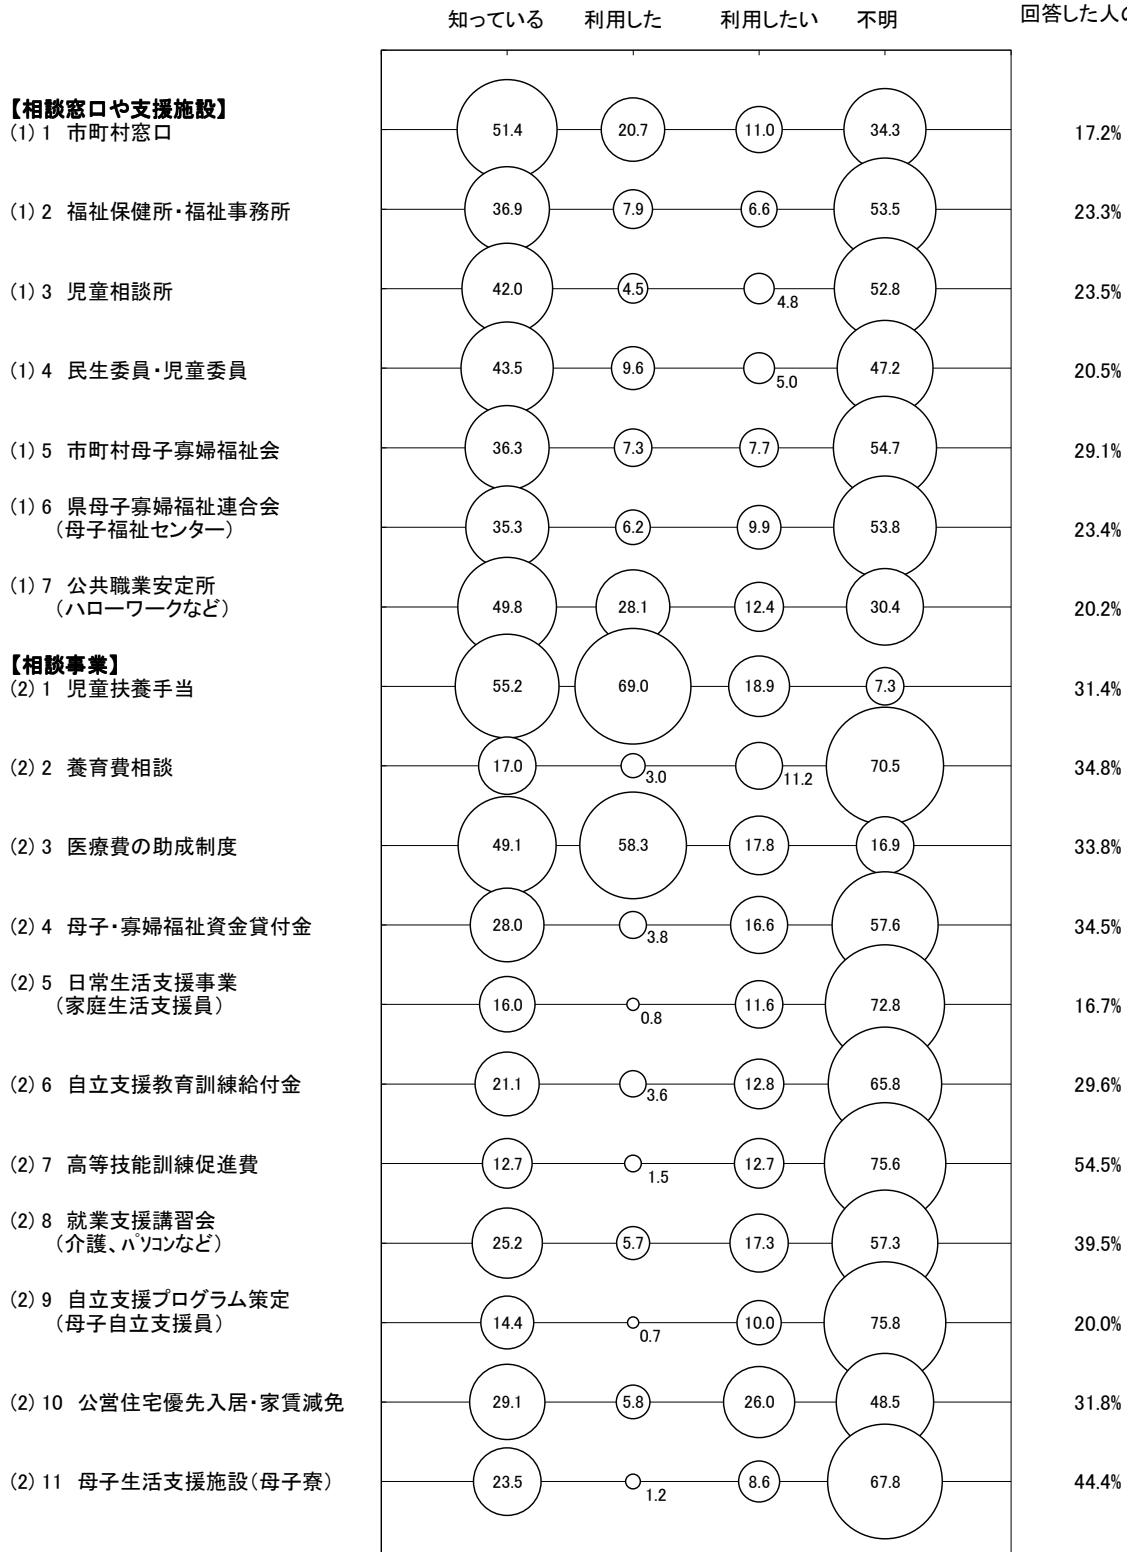 知っている 利用した 利用したい 不明 回答した人の
【相談窓口や支援施設】
(1) 1 市町村窓口 51.4 20.7 11.0 34.3 17.2%
(1) 2 福祉保健所・福祉事務所 36.9 7.9 6.6 53.5 23.3%
(1) 3 児童相談所 42.0 4.5 4.8 52.8 23.5%
(1) 4 民生委員・児童委員 43.5 9.6 5.0 47.2 20.5%
(1) 5 市町村母子寡婦福祉会 36.3 7.3 7.7 54.7 29.1%
(1) 6 県母子寡婦福祉連合会
(母子福祉センター) 35.3 6.2 9.9 53.8 23.4%
(1) 7 公共職業安定所
(ハローワークなど) 49.8 28.1 12.4 30.4 20.2%
【相談事業】
(2) 1 児童扶養手当 55.2 69.0 18.9 7.3 31.4%
(2) 2 養育費相談 17.0 3.0 11.2 70.5 34.8%
(2) 3 医療費の助成制度 49.1 58.3 17.8 16.9 33.8%
(2) 4 母子・寡婦福祉資金貸付金 28.0 3.8 16.6 57.6 34.5%
(2) 5 日常生活支援事業
(家庭生活支援員) 16.0 0.8 11.6 72.8 16.7%
(2) 6 自立支援教育訓練給付金 21.1 3.6 12.8 65.8 29.6%
(2) 7 高等技能訓練促進費 12.7 1.5 12.7 75.6 54.5%
(2) 8 就業支援講習会
(介護、パソコンなど) 25.2 5.7 17.3 57.3 39.5%
(2) 9 自立支援プログラム策定
(母子自立支援員) 14.4 0.7 10.0 75.8 20.0%
(2) 10 公営住宅優先入居・家賃減免 29.1 5.8 26.0 48.5 31.8%
(2) 11 母子生活支援施設(母子寮) 23.5 1.2 8.6 67.8 44.4%